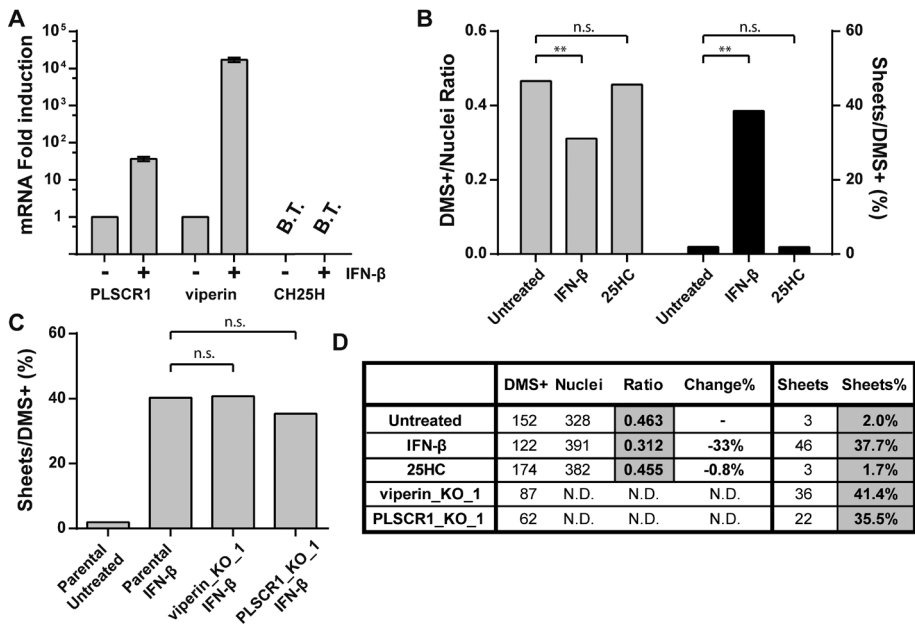 A
mRNA Fold induction
10^5
10^4
10^3
10^2
10
1
B.T.
B.T.
- + - + - + IFN-β
PLSCR1 viperin CH25H
B
DMS+/Nuclei Ratio
0.6
0.4
0.2
0.0
n.s.
**
n.s.
**
60
40
20
0
Sheets/DMS+ (%)
Untreated
IFN-β
25HC
Untreated
IFN-β
25HC
C
Sheets/DMS+ (%)
60
40
20
0
n.s.
n.s.
Parental
Untreated
Parental
IFN-β
viperin_KO_1
IFN-β
PLSCR1_KO_1
IFN-β
D
DMS+ Nuclei Ratio Change% Sheets Sheets%
Untreated 152 328 0.463 - 3 2.0%
IFN-β 122 391 0.312 -33% 46 37.7%
25HC 174 382 0.455 -0.8% 3 1.7%
viperin_KO_1 87 N.D. N.D. N.D. 36 41.4%
PLSCR1_KO_1 62 N.D. N.D. N.D. 22 35.5%